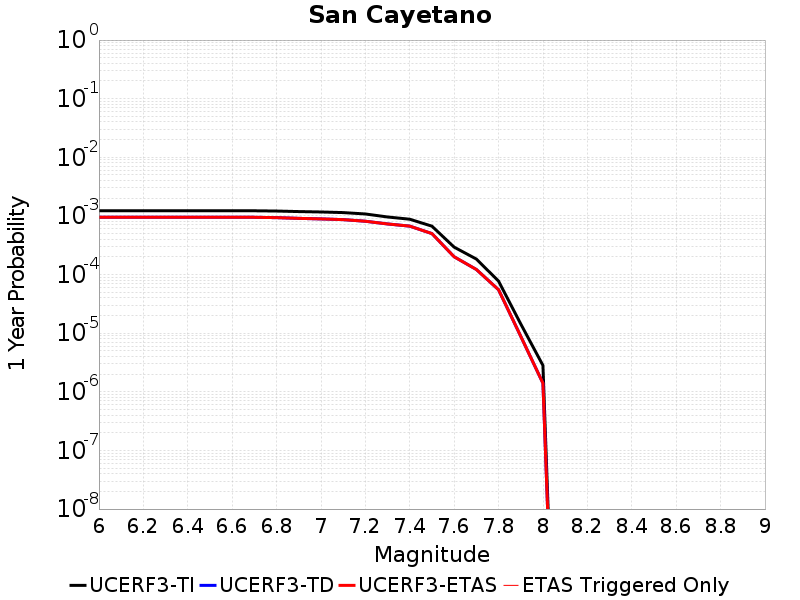 San Cayetano
1 Year Probability
10^0
10^-1
10^-2
10^-3
10^-4
10^-5
10^-6
10^-7
10^-8
6 6.2 6.4 6.6 6.8 7 7.2 7.4 7.6 7.8 8 8.2 8.4 8.6 8.8 9
Magnitude
UCERF3-TI UCERF3-TD UCERF3-ETAS ETAS Triggered Only